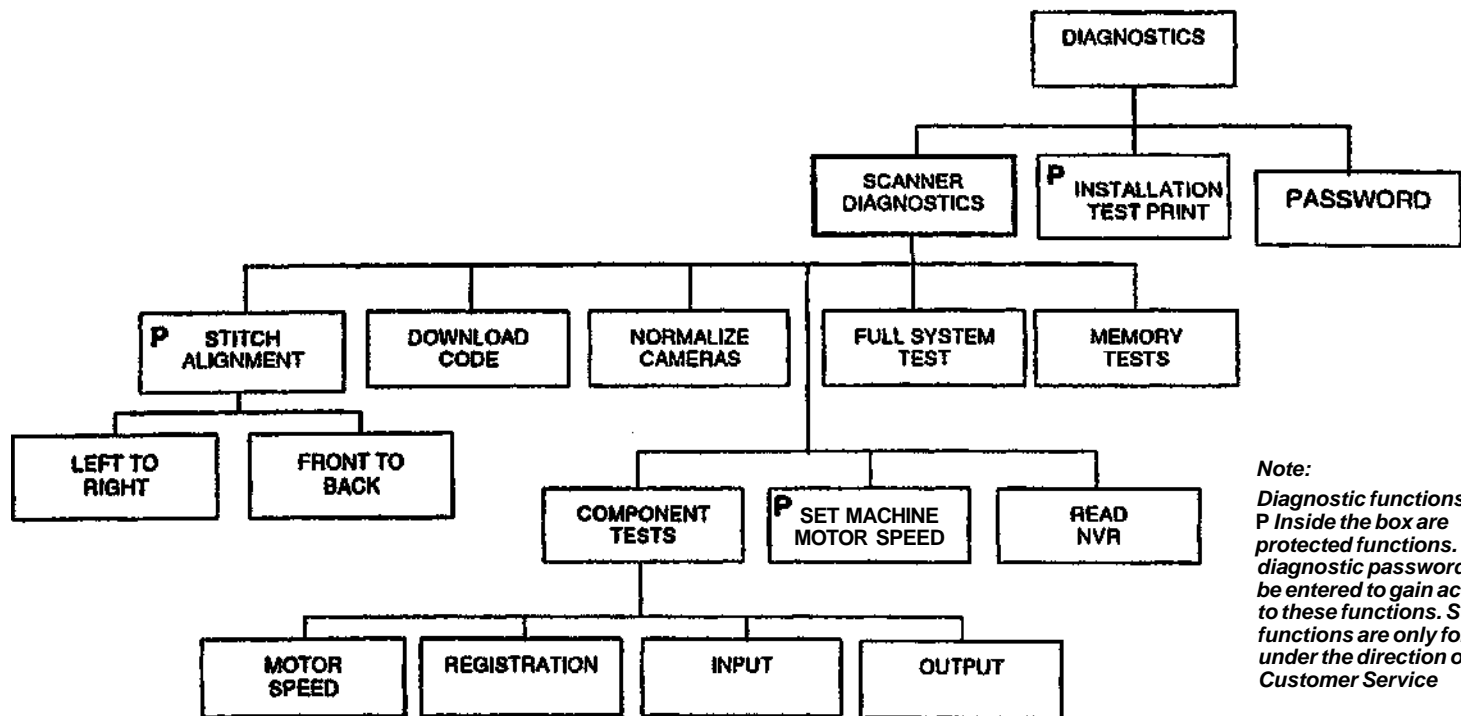 DIAGNOSTICS
SCANNER
DIAGNOSTICS
P
INSTALLATION
TEST PRINT
PASSWORD
P
STITCH
ALIGNMENT
DOWNLOAD
CODE
NORMALIZE
CAMERAS
FULL SYSTEM
TEST
MEMORY
TESTS
LEFT TO
RIGHT
FRONT TO
BACK
COMPONENT
TESTS
P
SET MACHINE
MOTOR SPEED
READ
NVR
MOTOR
SPEED
REGISTRATION
INPUT
OUTPUT
Note:
Diagnostic functions
P Inside the box are
protected functions.
diagnostic password
be entered to gain ac
to these functions. S
functions are only fo
under the direction o
Customer Service